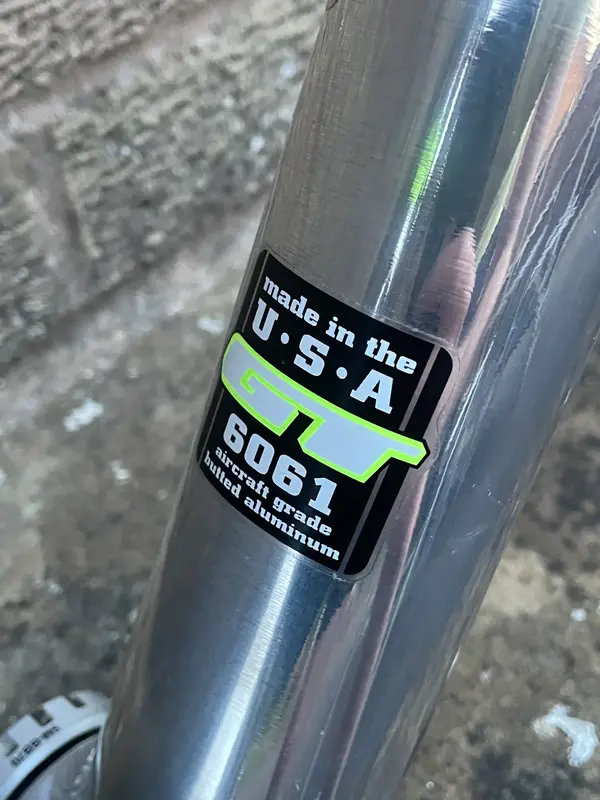 made in the
U·S·A
GT
6061
aircraft grade
butted aluminum